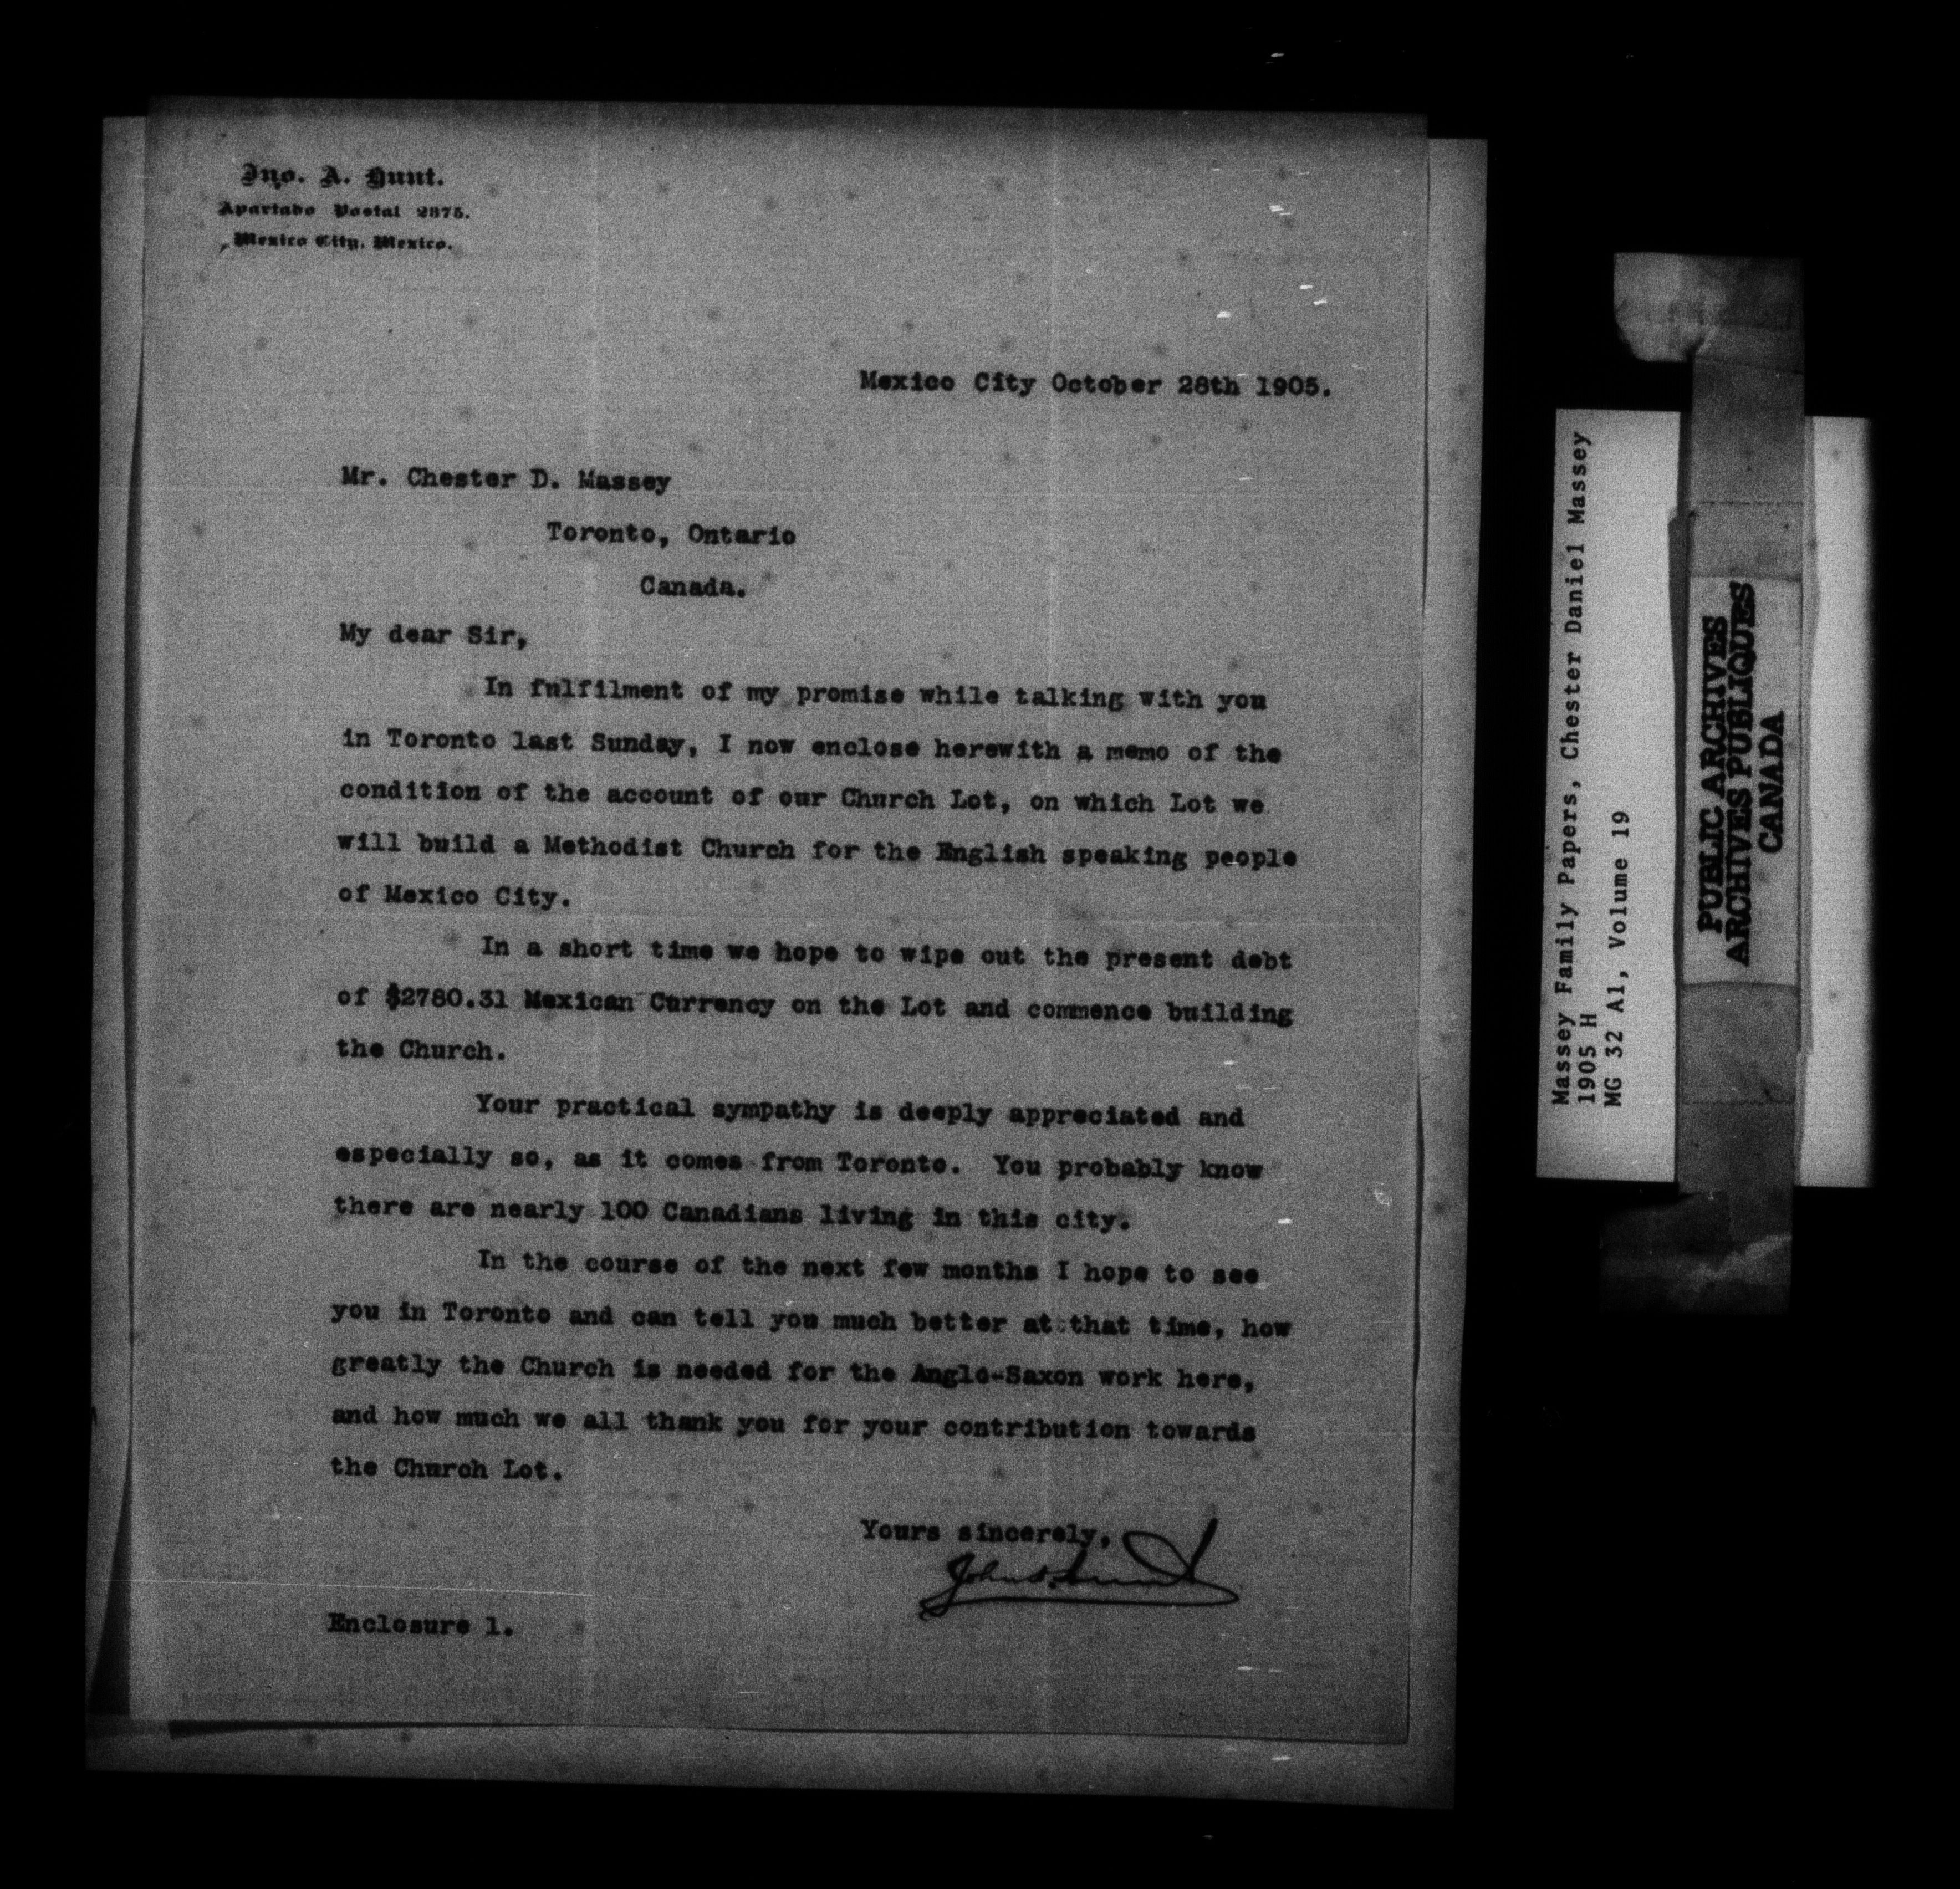 Jno. A. Hunt.
Apartado Postal 2875.
Mexico City, Mexico.
Mexico City October 28th 1905.
Mr. Chester D. Massey
Toronto, Ontario
Canada.
My dear Sir,
In fulfilment of my promise while talking with you
in Toronto last Sunday, I now enclose herewith a memo of the
condition of the account of our Church Lot, on which Lot we
will build a Methodist Church for the English speaking people
of Mexico City.
In a short time we hope to wipe out the present debt
of $2780.31 Mexican Currency on the Lot and commence building
the Church.
Your practical sympathy is deeply appreciated and
especially so, as it comes from Toronto. You probably know
there are nearly 100 Canadians living in this city.
In the course of the next few months I hope to see
you in Toronto and can tell you much better at that time, how
greatly the Church is needed for the Anglo-Saxon work here,
and how much we all thank you for your contribution towards
the Church Lot.
Yours sincerely,
John A. Hunt
Enclosure 1.
Massey Family Papers, Chester Daniel Massey
1905 H
MG 32 A1, Volume 19
PUBLIC ARCHIVES
ARCHIVES PUBLIQUES
CANADA